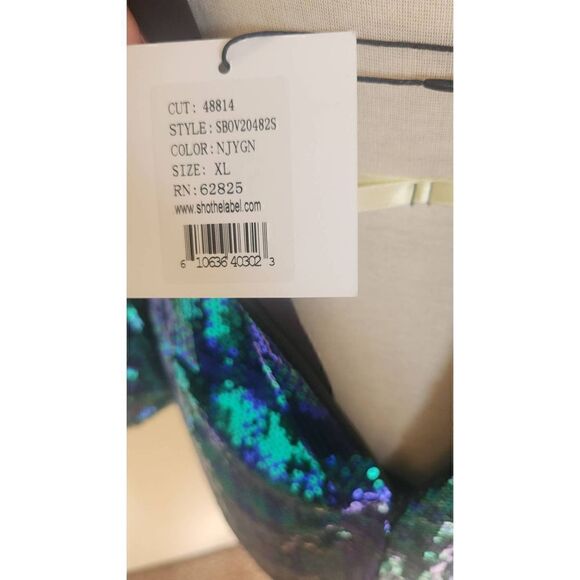 CUT: 48814
STYLE:SBOV20482S
COLOR:NJYGN
SIZE: XL
RN:62825
www.shothelabel.com
6 10636 40302 3